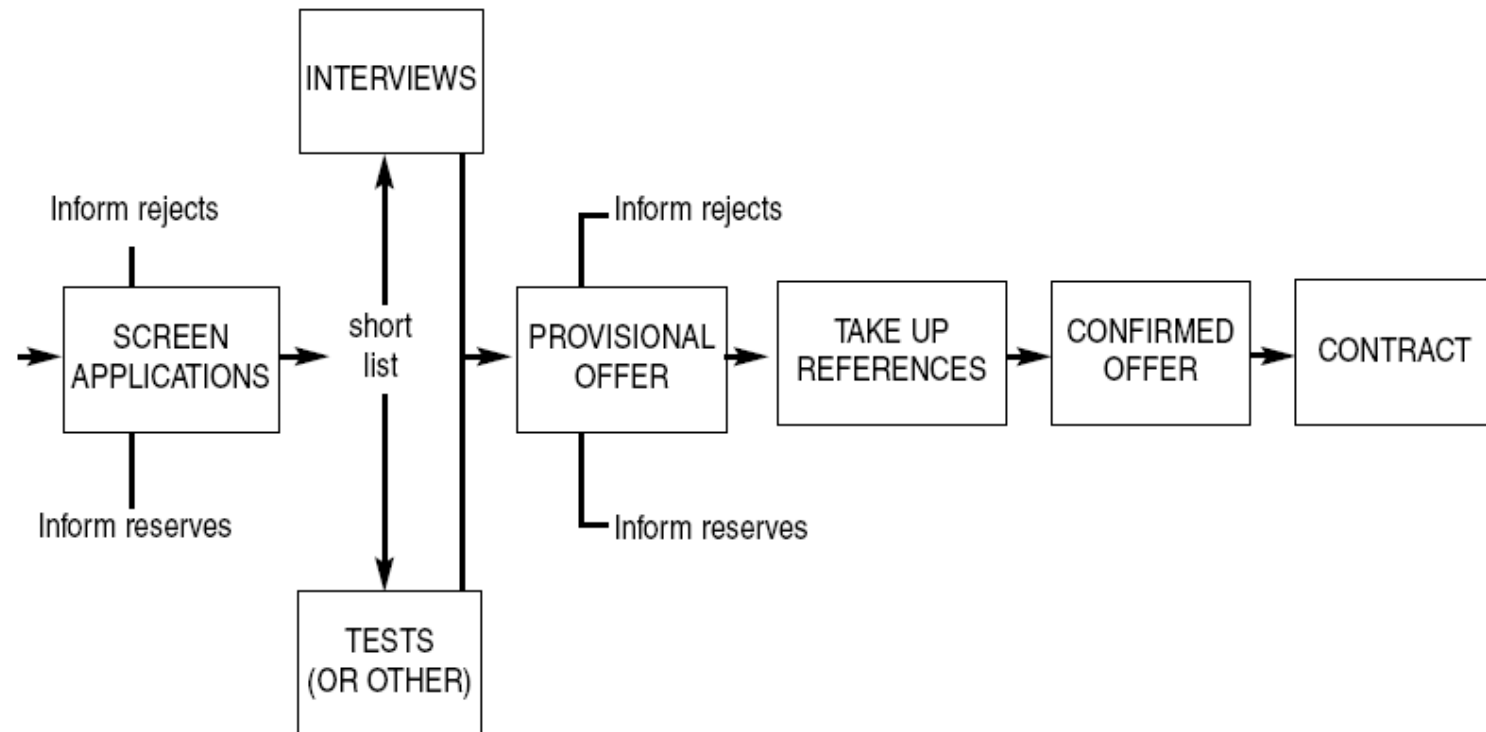 INTERVIEWS
Inform rejects
Inform rejects
SCREEN
APPLICATIONS
short
list
PROVISIONAL
OFFER
TAKE UP
REFERENCES
CONFIRMED
OFFER
CONTRACT
Inform reserves
Inform reserves
TESTS
(OR OTHER)